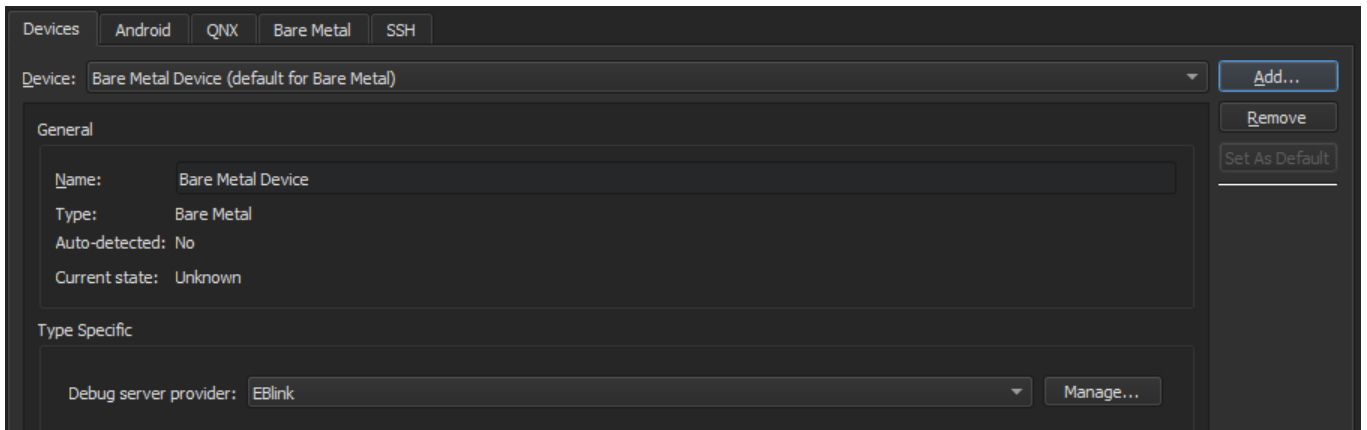 Devices Android QNX Bare Metal SSH
Device: Bare Metal Device (default for Bare Metal) Add...
Remove
Set As Default
General
Name: Bare Metal Device
Type: Bare Metal
Auto-detected: No
Current state: Unknown
Type Specific
Debug server provider: EBlink Manage...